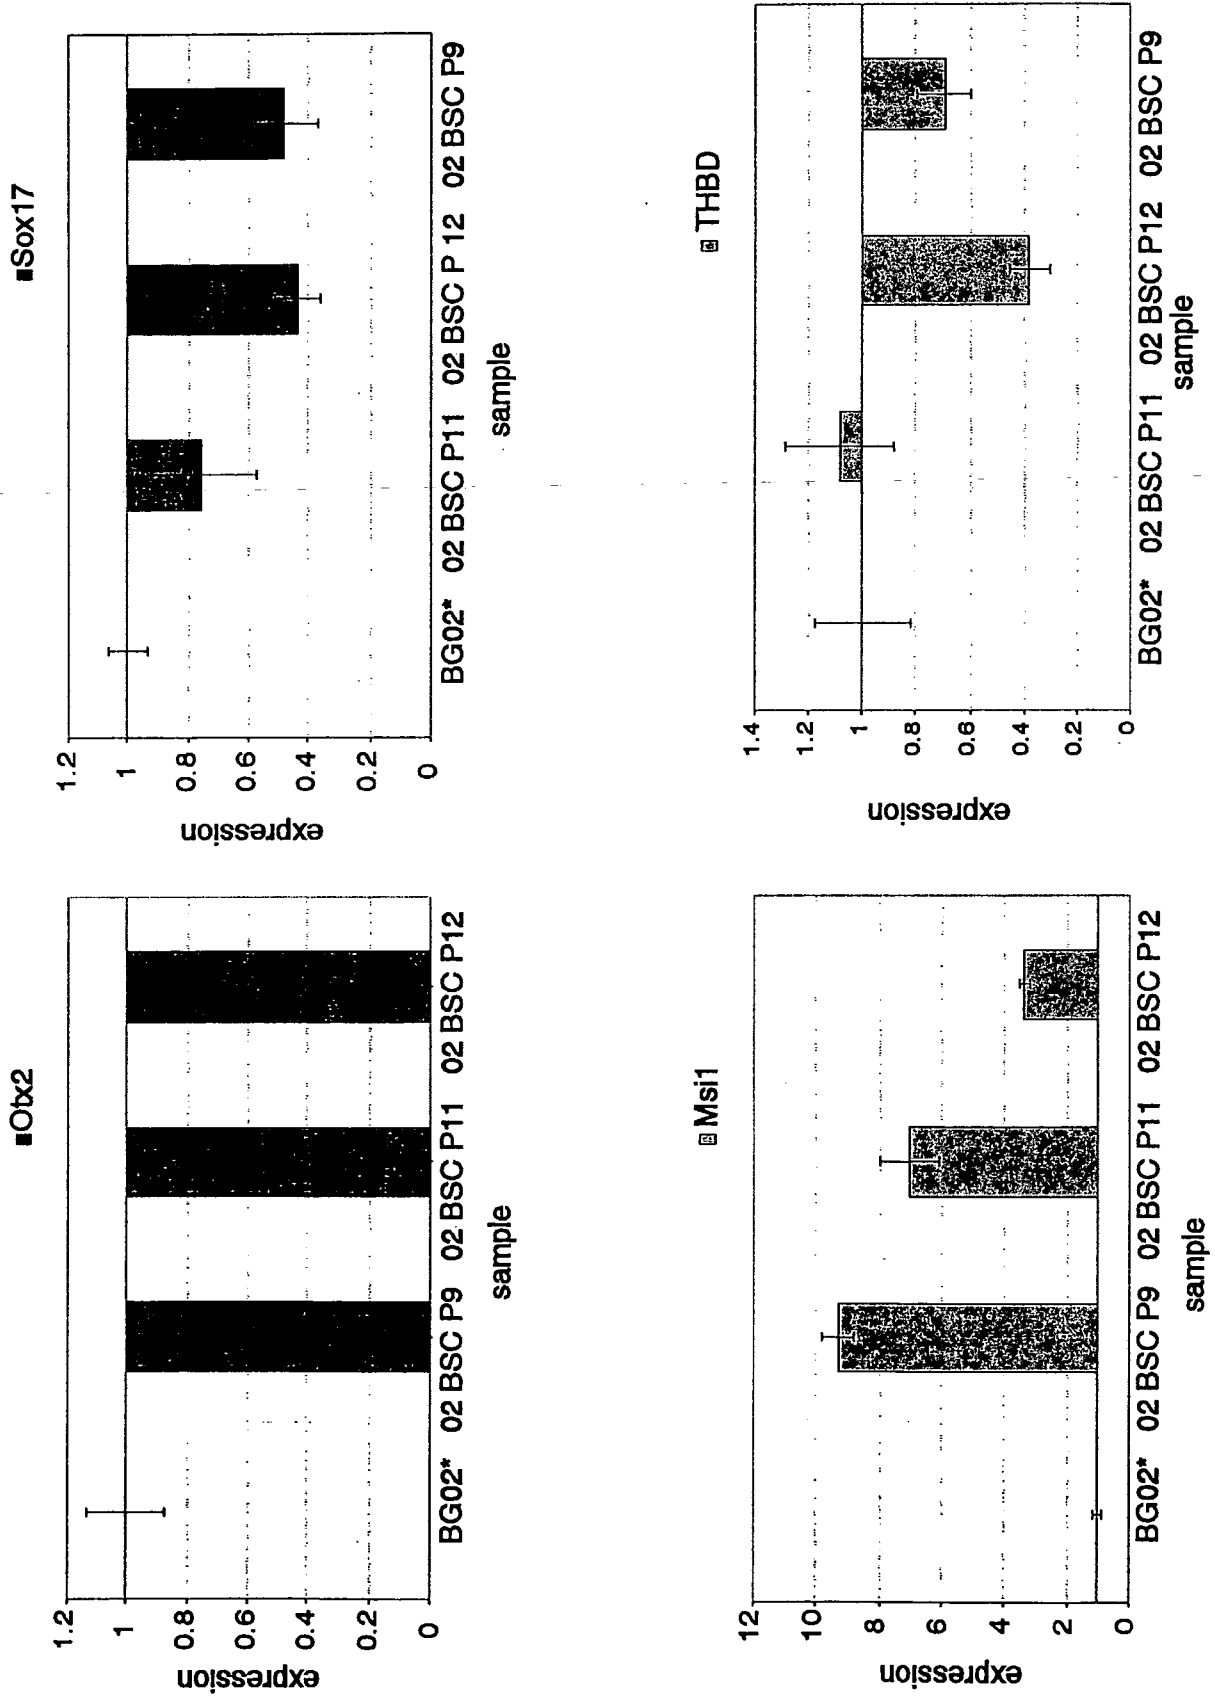 ■Otx2
1.2
1
0.8
0.6
0.4
0.2
0
expression
BG02* 02 BSC P9 02 BSC P11 02 BSC P12
sample
■Sox17
1.2
1
0.8
0.6
0.4
0.2
0
expression
BG02* 02 BSC P11 02 BSC P 12 02 BSC P9
sample
Msi1
10
8
6
4
2
0
expression
BG02* 02 BSC P9 02 BSC P11 02 BSC P12
sample
THBD
1.4
1.2
1
0.8
0.6
0.4
0.2
0
expression
BG02* 02 BSC P11 02 BSC P12 02 BSC P9
sample